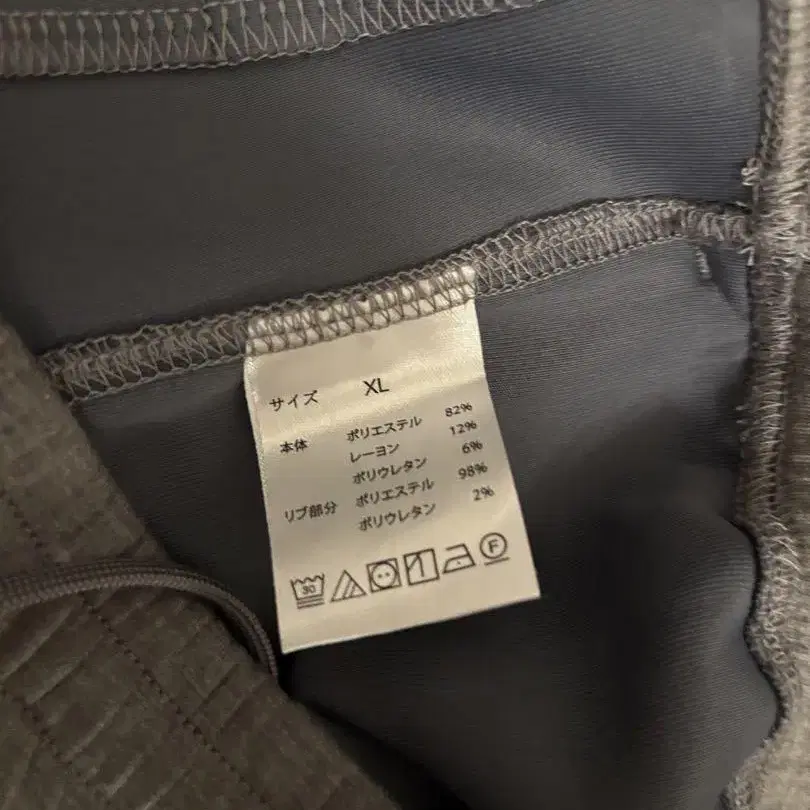 サイズ XL
本体 ポリエステル 82%
レーヨン 12%
ポリウレタン 6%
リブ部分 ポリエステル 98%
ポリウレタン 2%
30 F